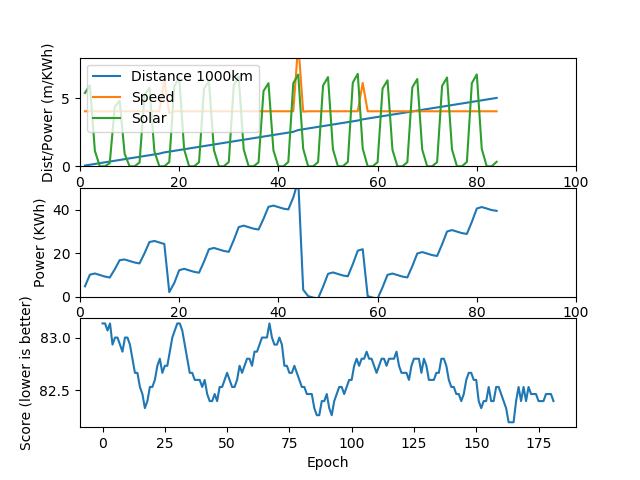 Dist/Power (m/KWh)
Distance 1000km
Speed
Solar
5
0
0 20 40 60 80 100
Power (KWh)
40
20
0
0 20 40 60 80 100
Score (lower is better)
83.0
82.5
0 25 50 75 100 125 150 175
Epoch